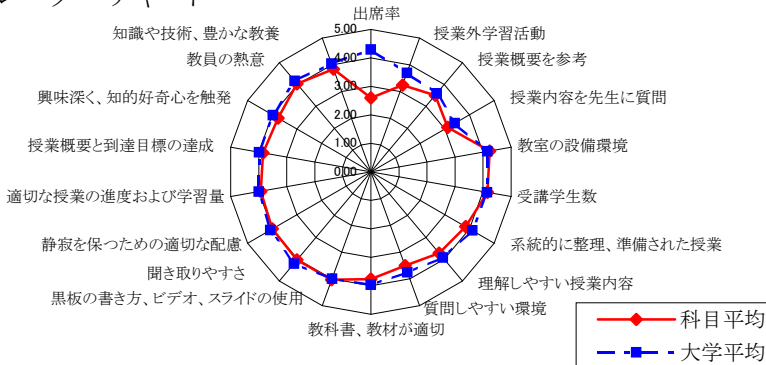 出席率
授業外学習活動
授業概要を参考
授業内容を先生に質問
教室の設備環境
受講学生数
系統的に整理、準備された授業
理解しやすい授業内容
質問しやすい環境
教科書、教材が適切
黒板の書き方、ビデオ、スライドの使用
聞き取りやすさ
静寂を保つための適切な配慮
適切な授業の進度および学習量
授業概要と到達目標の達成
興味深く、知的好奇心を触発
教員の熱意
知識や技術、豊かな教養
5.00
4.00
3.00
2.00
1.00
0.00
科目平均
大学平均